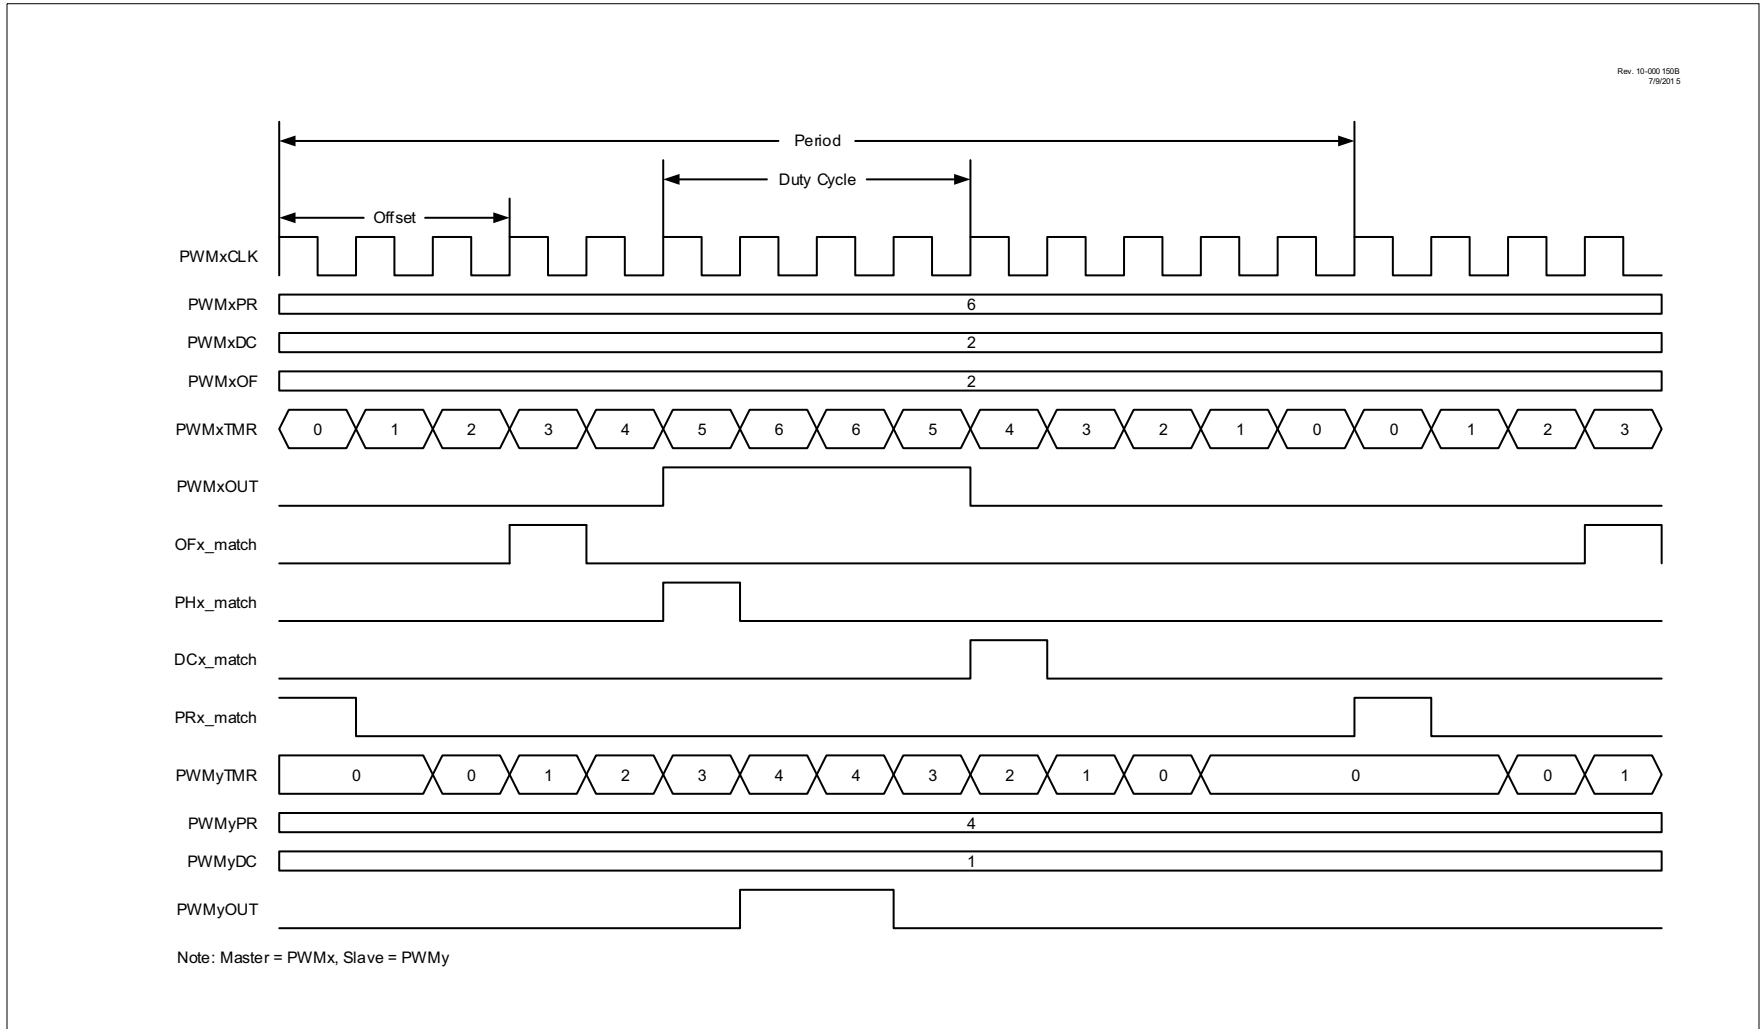 Rev. 10-000 150B
7/9/201 5
Period
Duty Cycle
Offset
PWMxCLK
PWMxPR 6
PWMxDC 2
PWMxOF 2
PWMxTMR 0 1 2 3 4 5 6 6 5 4 3 2 1 0 0 1 2 3
PWMxOUT
OFx_match
PHx_match
DCx_match
PRx_match
PWMyTMR 0 0 1 2 3 4 4 3 2 1 0 0 0 1
PWMyPR 4
PWMyDC 1
PWMyOUT
Note: Master = PWMx, Slave = PWMy